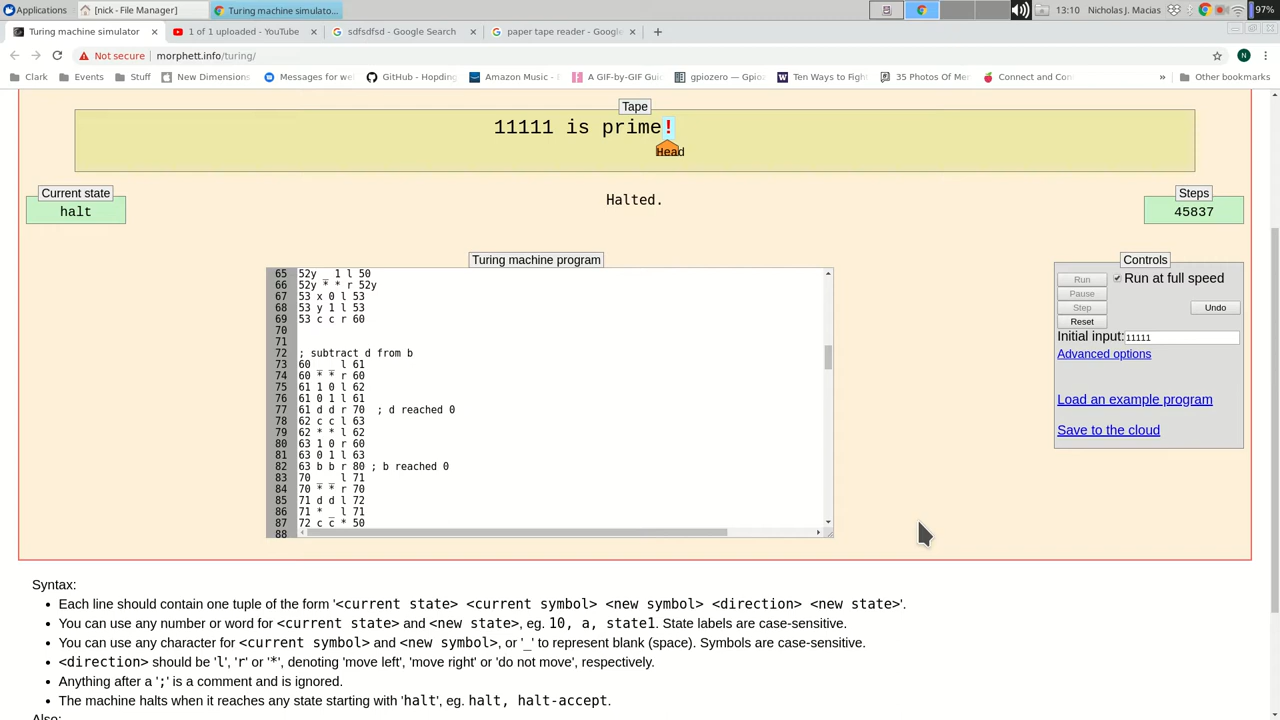 Applications [nick - File Manager] Turing machine simulato... 13:10 Nicholas J. Macias 97%
Turing machine simulator 1 of 1 uploaded - YouTube sdfsdfsd - Google Search paper tape reader - Google
Not secure morphett.info/turing/
Clark Events Stuff New Dimensions Messages for we GitHub - Hopding Amazon Music - A GIF-by-GIF Gui gpiozero — Gpio Ten Ways to Figh 35 Photos Of Me Connect and Con » Other bookmarks
Tape
11111 is prime!
Head
Current state
halt
Halted.
Steps
45837
Turing machine program
65 52y _ 1 l 50
66 52y * * r 52y
67 53 x 0 l 53
68 53 y 1 l 53
69 53 c c r 60
70
71
72 ; subtract d from b
73 60 _ _ l 61
74 60 * * r 60
75 61 1 0 l 62
76 61 0 1 l 61
77 61 d d r 70 ; d reached 0
78 62 c c l 63
79 62 * * l 62
80 63 1 0 r 60
81 63 0 1 l 63
82 63 b b r 80 ; b reached 0
83 70 _ _ l 71
84 70 * * r 70
85 71 d d l 72
86 71 * _ l 71
87 72 c c * 50
88
Controls
Run Run at full speed
Pause
Step Undo
Reset
Initial input: 11111
Advanced options
Load an example program
Save to the cloud
Syntax:
• Each line should contain one tuple of the form '<current state> <current symbol> <new symbol> <direction> <new state>'.
• You can use any number or word for <current state> and <new state>, eg. 10, a, state1. State labels are case-sensitive.
• You can use any character for <current symbol> and <new symbol>, or '_' to represent blank (space). Symbols are case-sensitive.
• <direction> should be 'l', 'r' or '*', denoting 'move left', 'move right' or 'do not move', respectively.
• Anything after a ';' is a comment and is ignored.
• The machine halts when it reaches any state starting with 'halt', eg. halt, halt-accept.
Also: